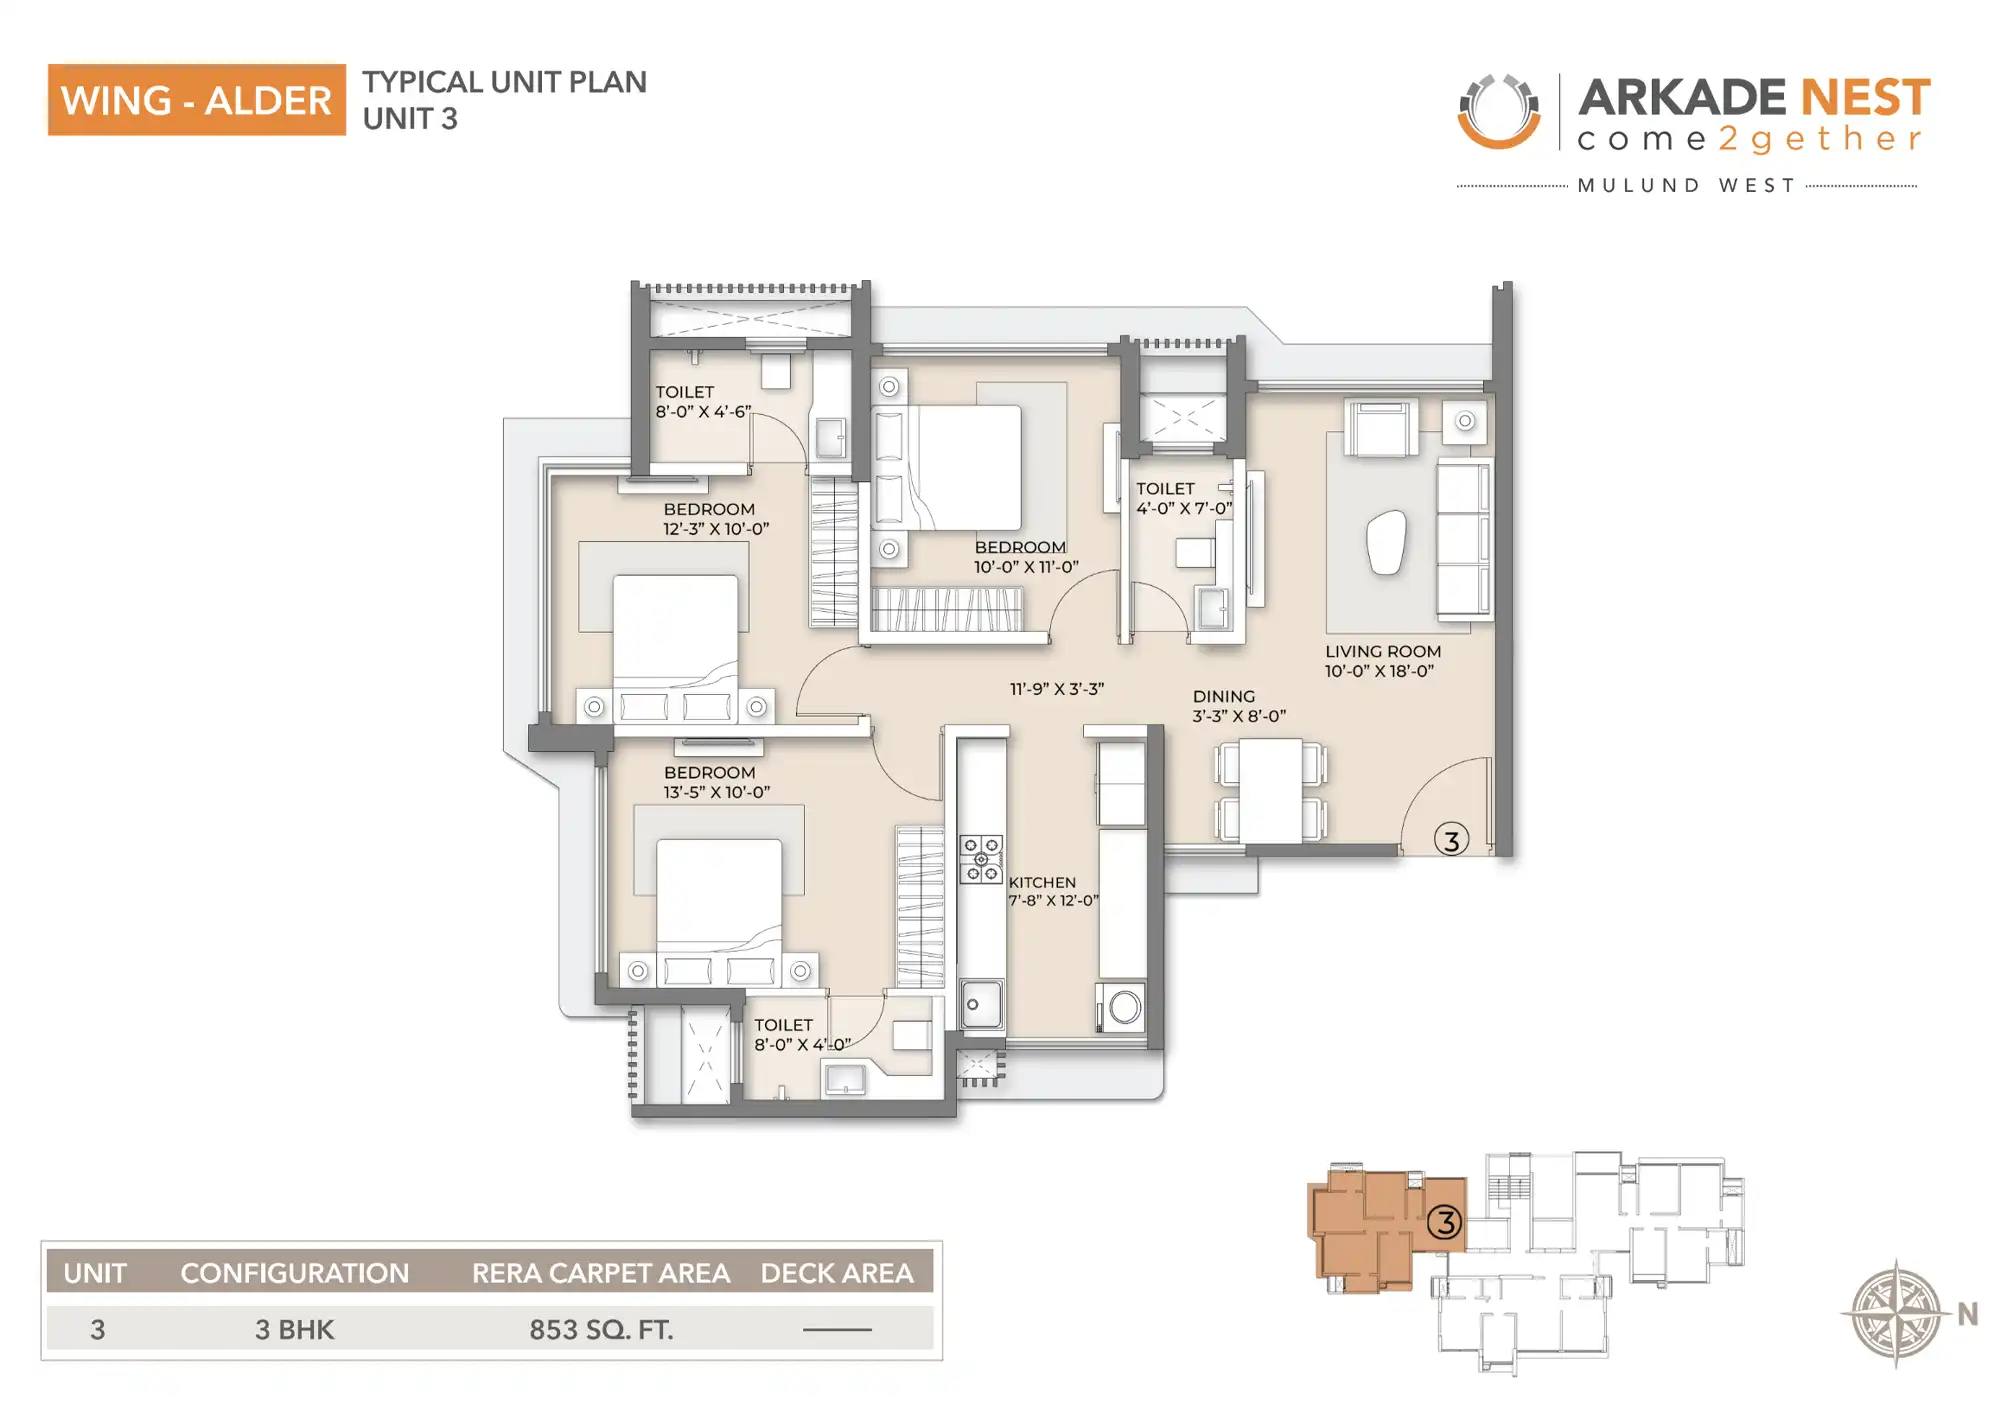 WING - ALDER
TYPICAL UNIT PLAN
UNIT 3
ARKADE NEST
come2gether
MULUND WEST
TOILET
8'-0" X 4'-6"
BEDROOM
12'-3" X 10'-0"
BEDROOM
10'-0" X 11'-0"
TOILET
4'-0" X 7'-0"
LIVING ROOM
10'-0" X 18'-0"
11'-9" X 3'-3"
DINING
3'-3" X 8'-0"
BEDROOM
13'-5" X 10'-0"
KITCHEN
7'-8" X 12'-0"
3
TOILET
8'-0" X 4'-0"
3
N
UNIT CONFIGURATION RERA CARPET AREA DECK AREA
3 3 BHK 853 SQ. FT. ———